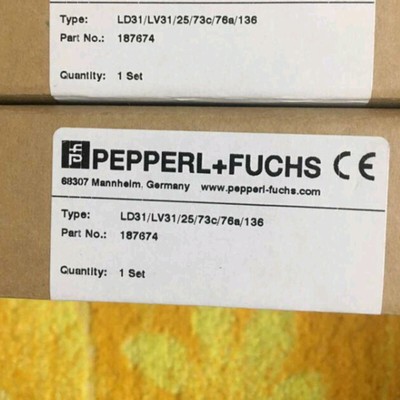 Type: LD31/LV31/25/73c/76a/136
Part No.: 187674
Quantity: 1 Set
PEPPERL+FUCHS CE
68307 Mannheim, Germany www.pepperl-fuchs.com
Type: LD31/LV31/25/73c/76a/136
Part No.: 187674
Quantity: 1 Set